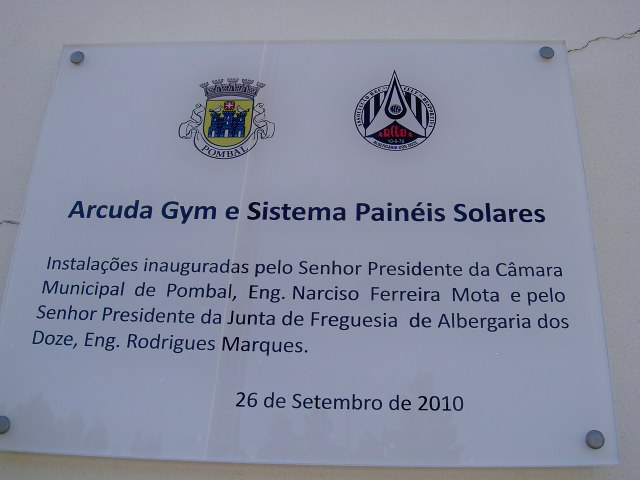 POMBAL
ARCUDA
Arcuda Gym e Sistema Painéis Solares
Instalações inauguradas pelo Senhor Presidente da Câmara
Municipal de Pombal, Eng. Narciso Ferreira Mota e pelo
Senhor Presidente da Junta de Freguesia de Albergaria dos
Doze, Eng. Rodrigues Marques.
26 de Setembro de 2010